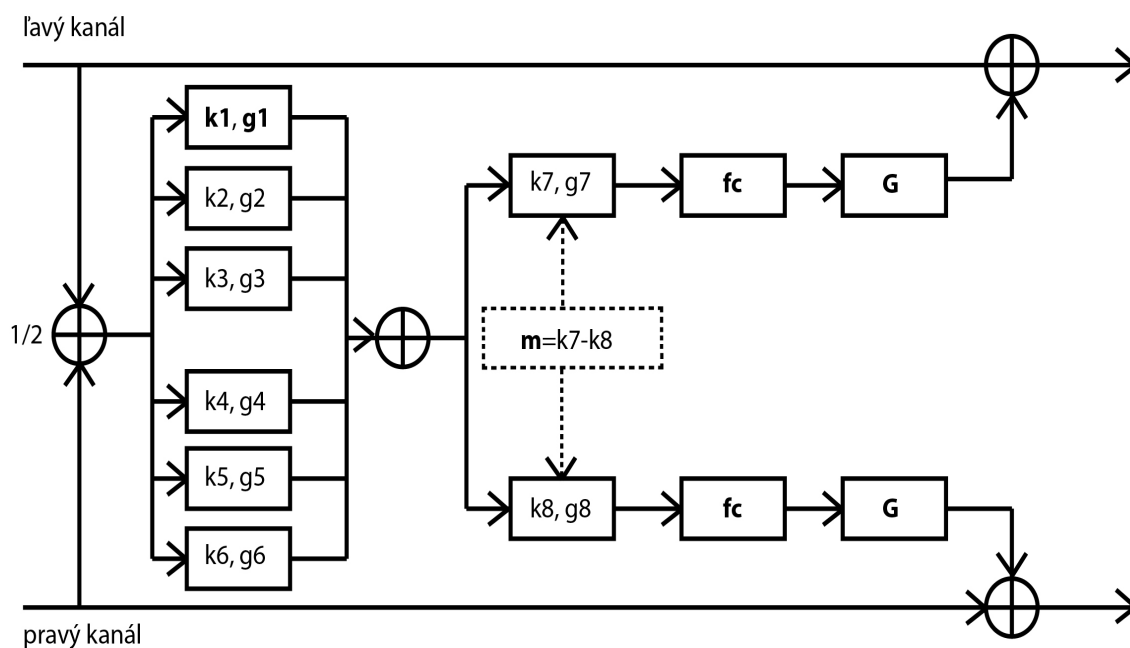 ľavý kanál
k1, g1
k2, g2
k3, g3
1/2
k4, g4
k5, g5
k6, g6
k7, g7
fc
G
m=k7-k8
k8, g8
fc
G
pravý kanál